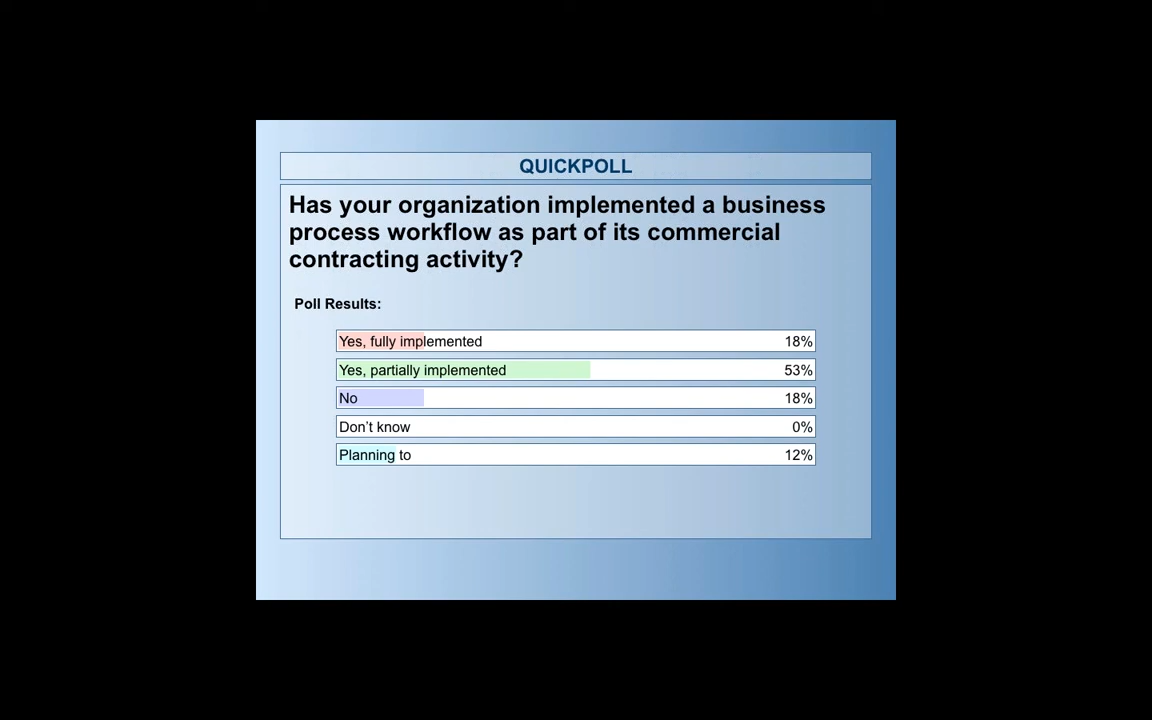 QUICKPOLL
Has your organization implemented a business
process workflow as part of its commercial
contracting activity?
Poll Results:
Yes, fully implemented 18%
Yes, partially implemented 53%
No 18%
Don't know 0%
Planning to 12%